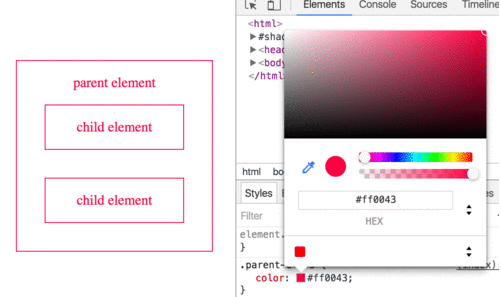 parent element
child element
child element
Elements Console Sources
<html>
▶#shad
▶<head
▶<body
</html>
#ff0043
HEX
html
Styles
Filter
element.
}
.parent-
color: #ff0043;
}